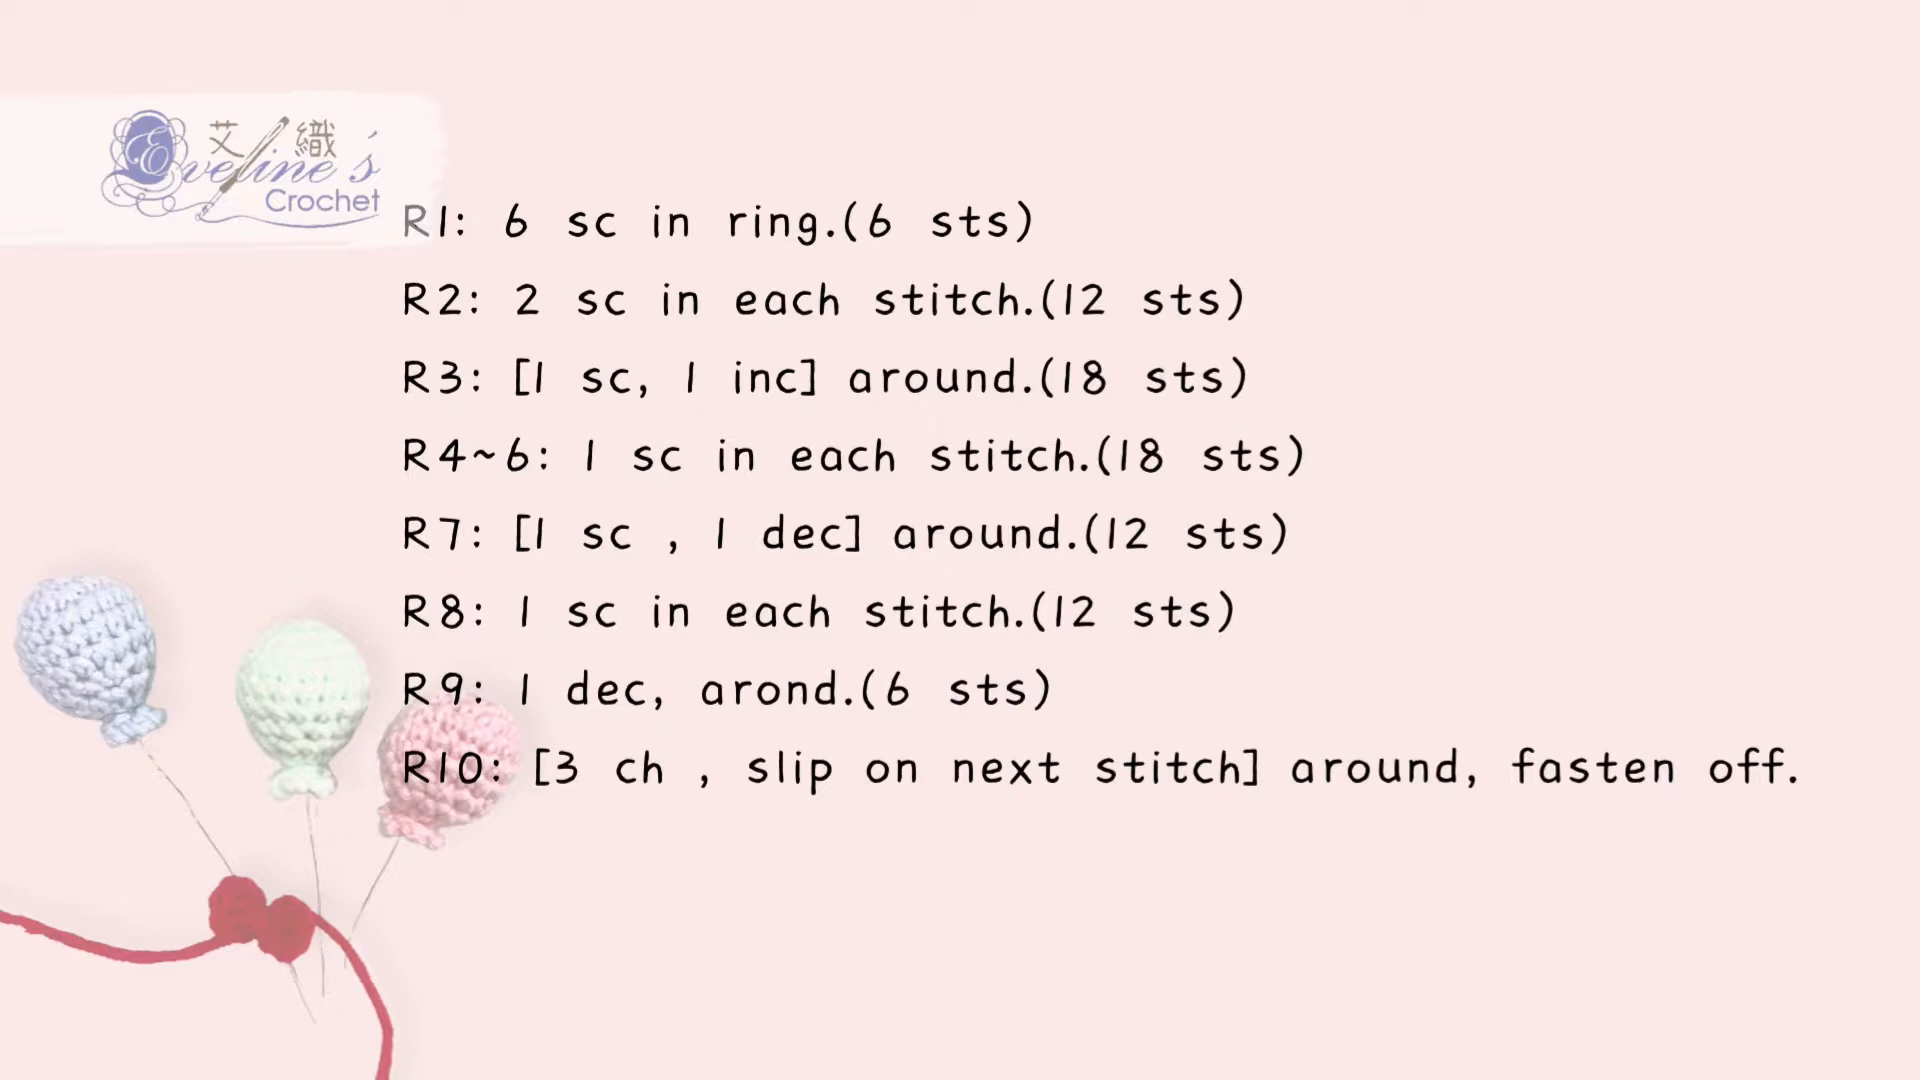 艾織
Eveline's
Crochet
R1: 6 sc in ring.(6 sts)
R2: 2 sc in each stitch.(12 sts)
R3: [1 sc, 1 inc] around.(18 sts)
R4~6: 1 sc in each stitch.(18 sts)
R7: [1 sc , 1 dec] around.(12 sts)
R8: 1 sc in each stitch.(12 sts)
R9: 1 dec, arond.(6 sts)
R10: [3 ch , slip on next stitch] around, fasten off.